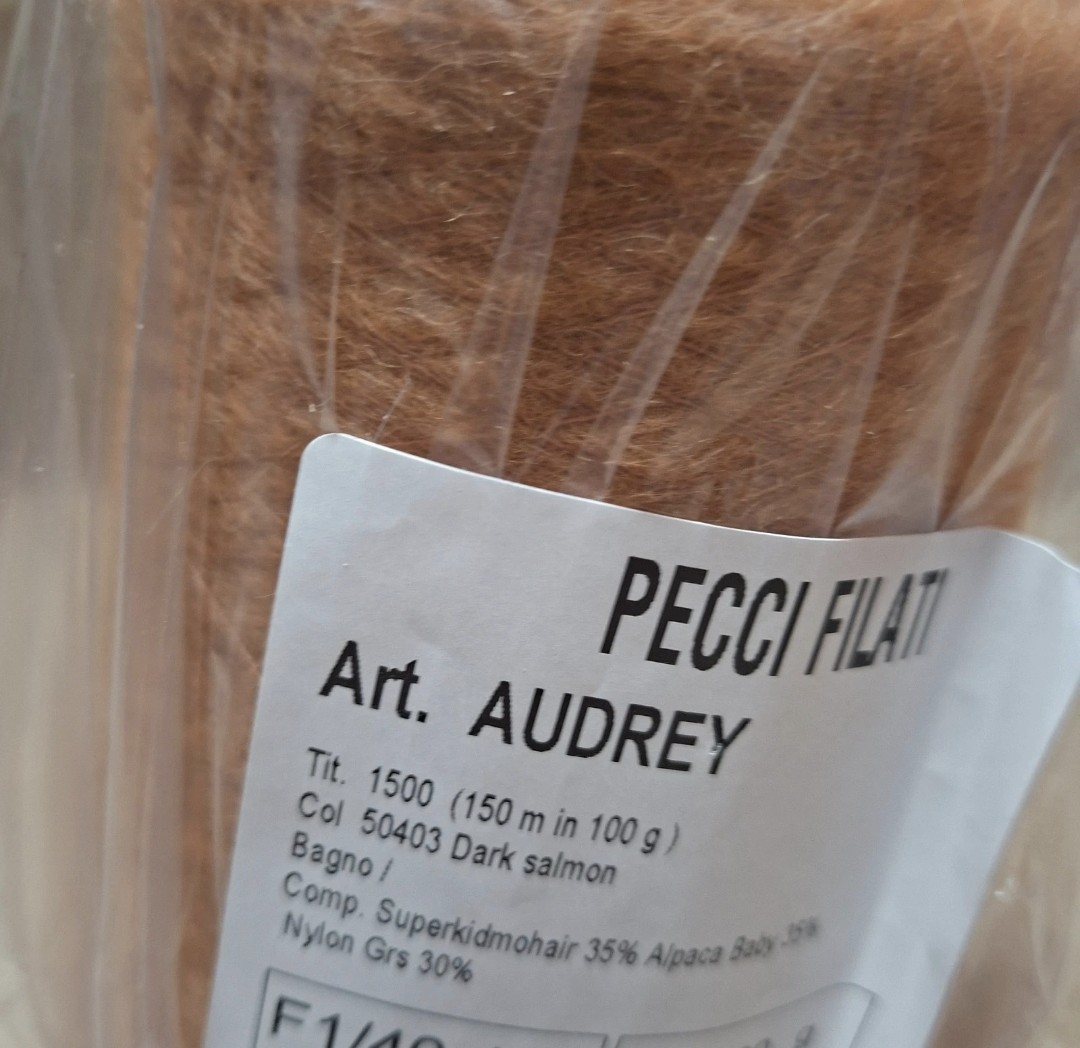 PECCI FILATI
Art. AUDREY
Tit. 1500 (150 m in 100 g )
Col 50403 Dark salmon
Bagno /
Comp. Superkidmohair 35% Alpaca Baby 35%
Nylon Grs 30%